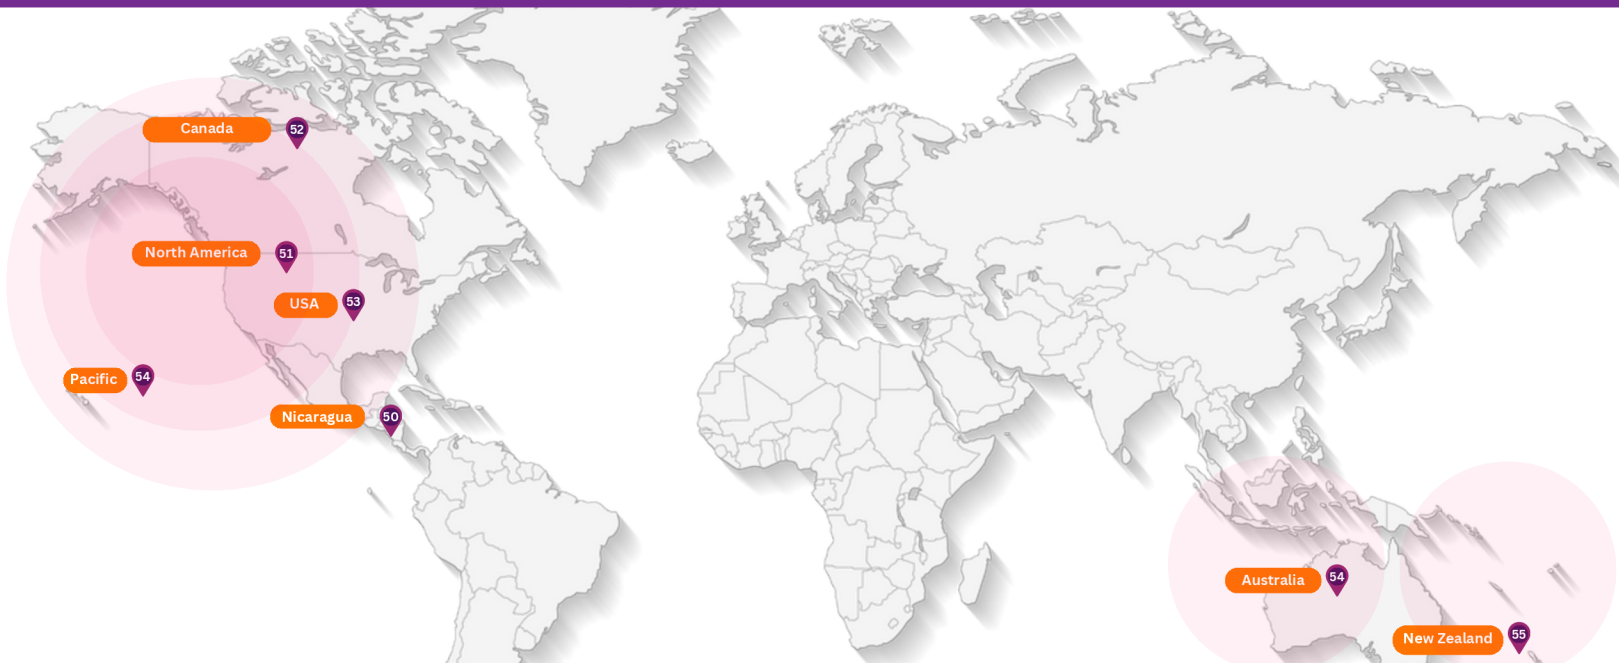 Canada 52
North America 51
USA 53
Pacific 54
Nicaragua 50
Australia 54
New Zealand 55